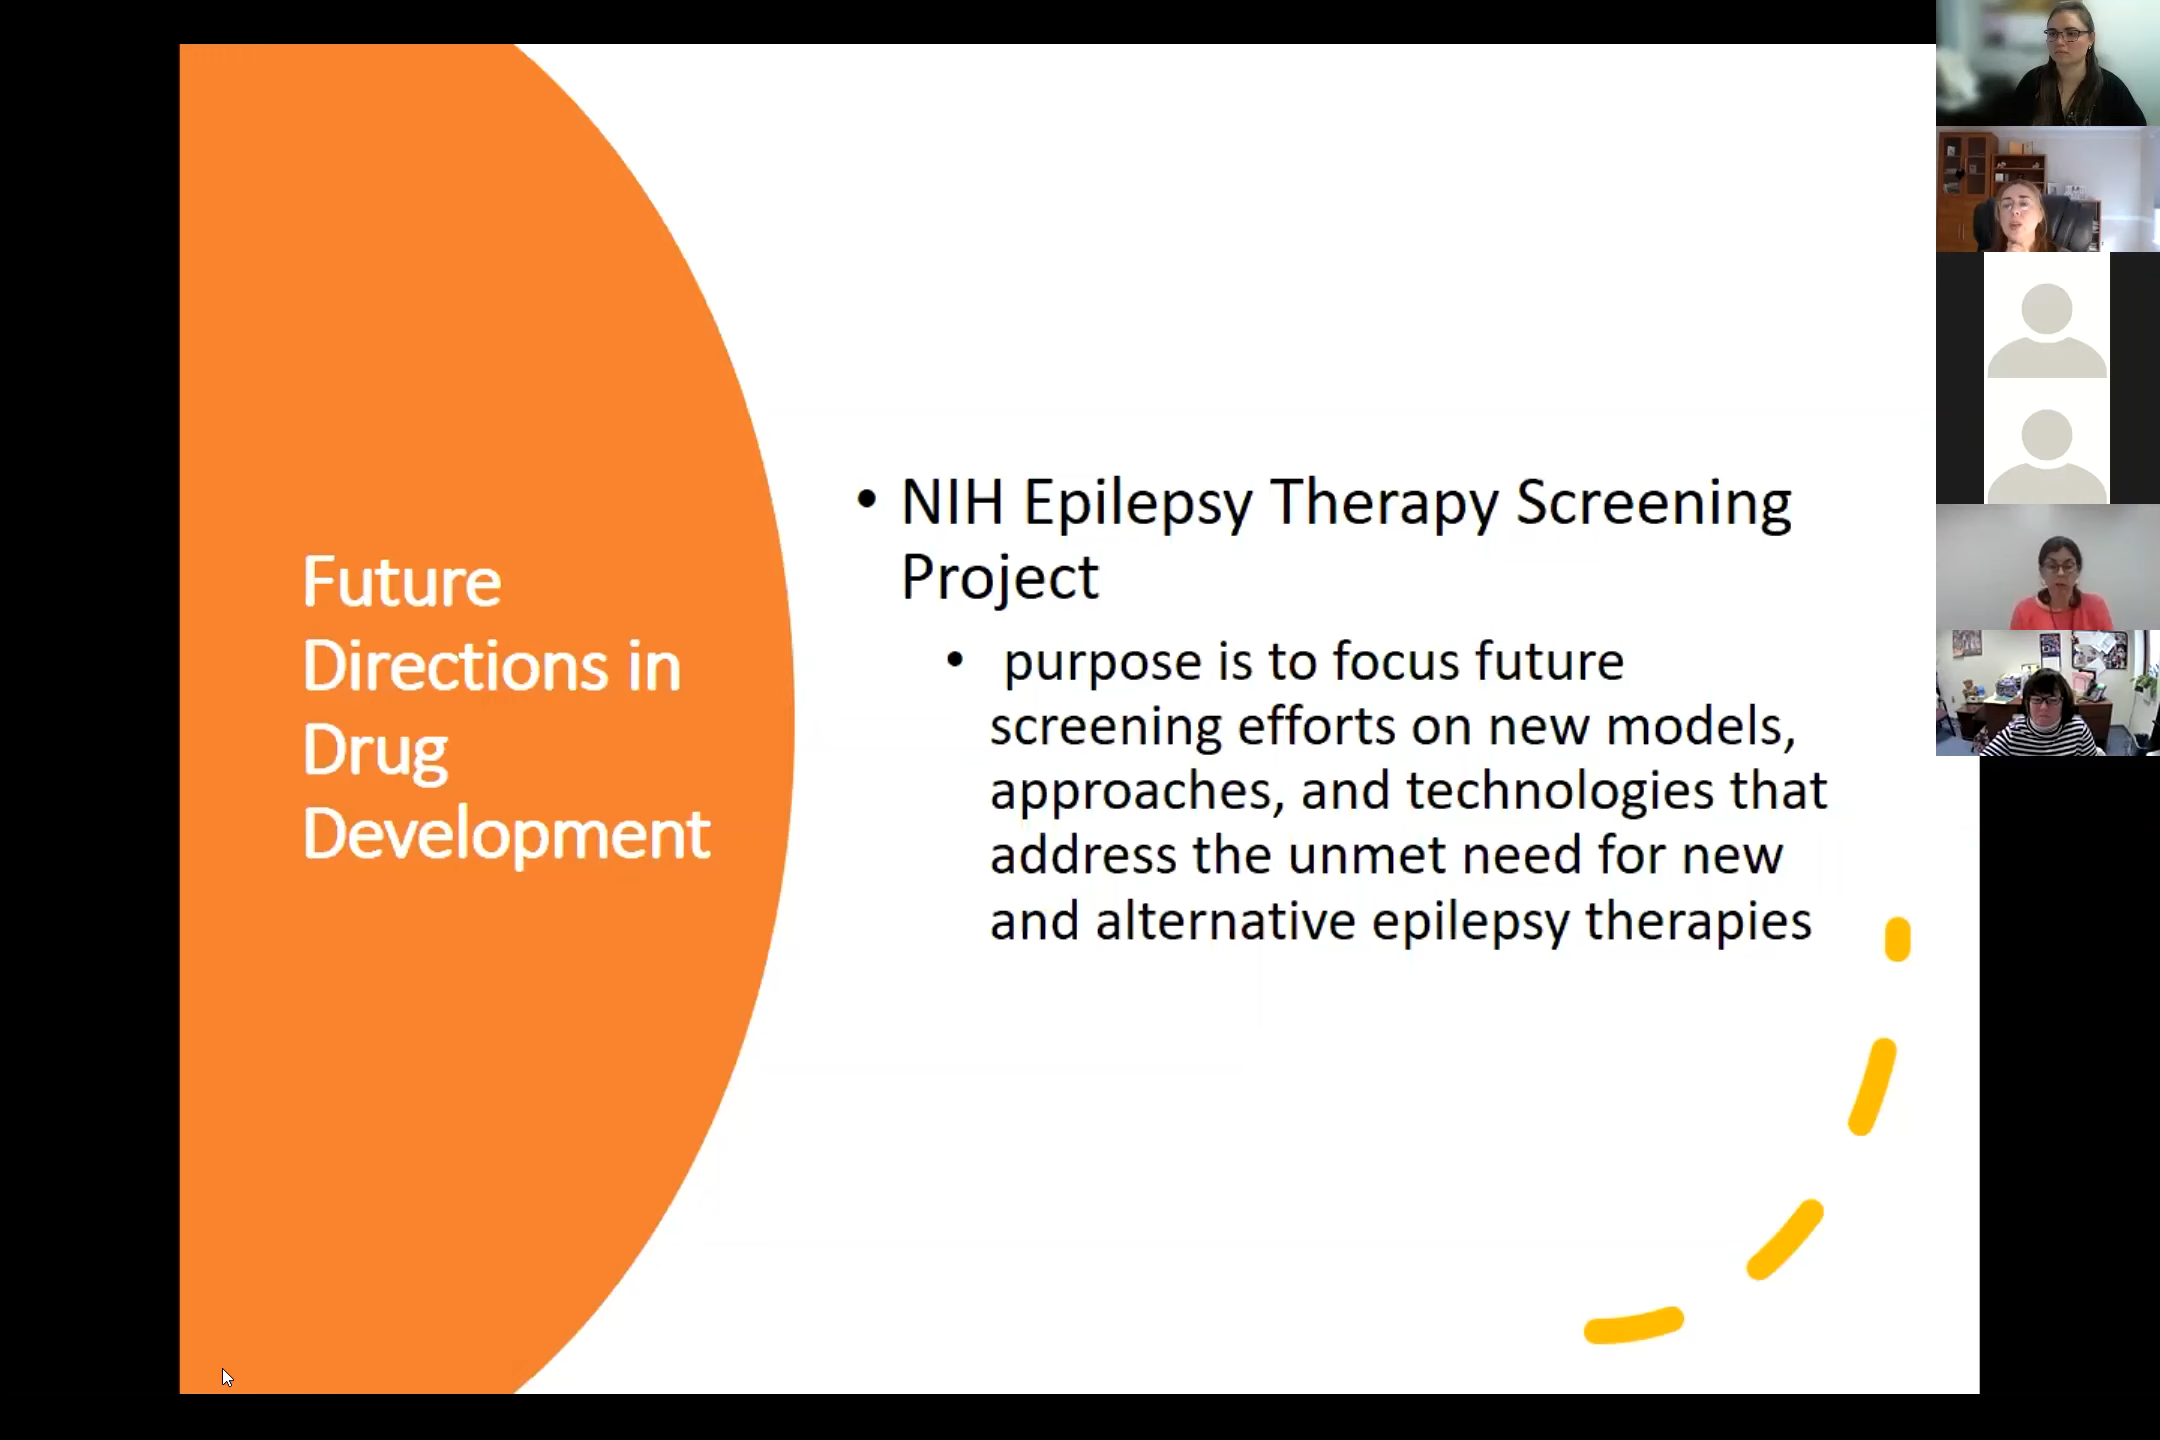 Future
Directions in
Drug
Development
• NIH Epilepsy Therapy Screening
Project
• purpose is to focus future
screening efforts on new models,
approaches, and technologies that
address the unmet need for new
and alternative epilepsy therapies